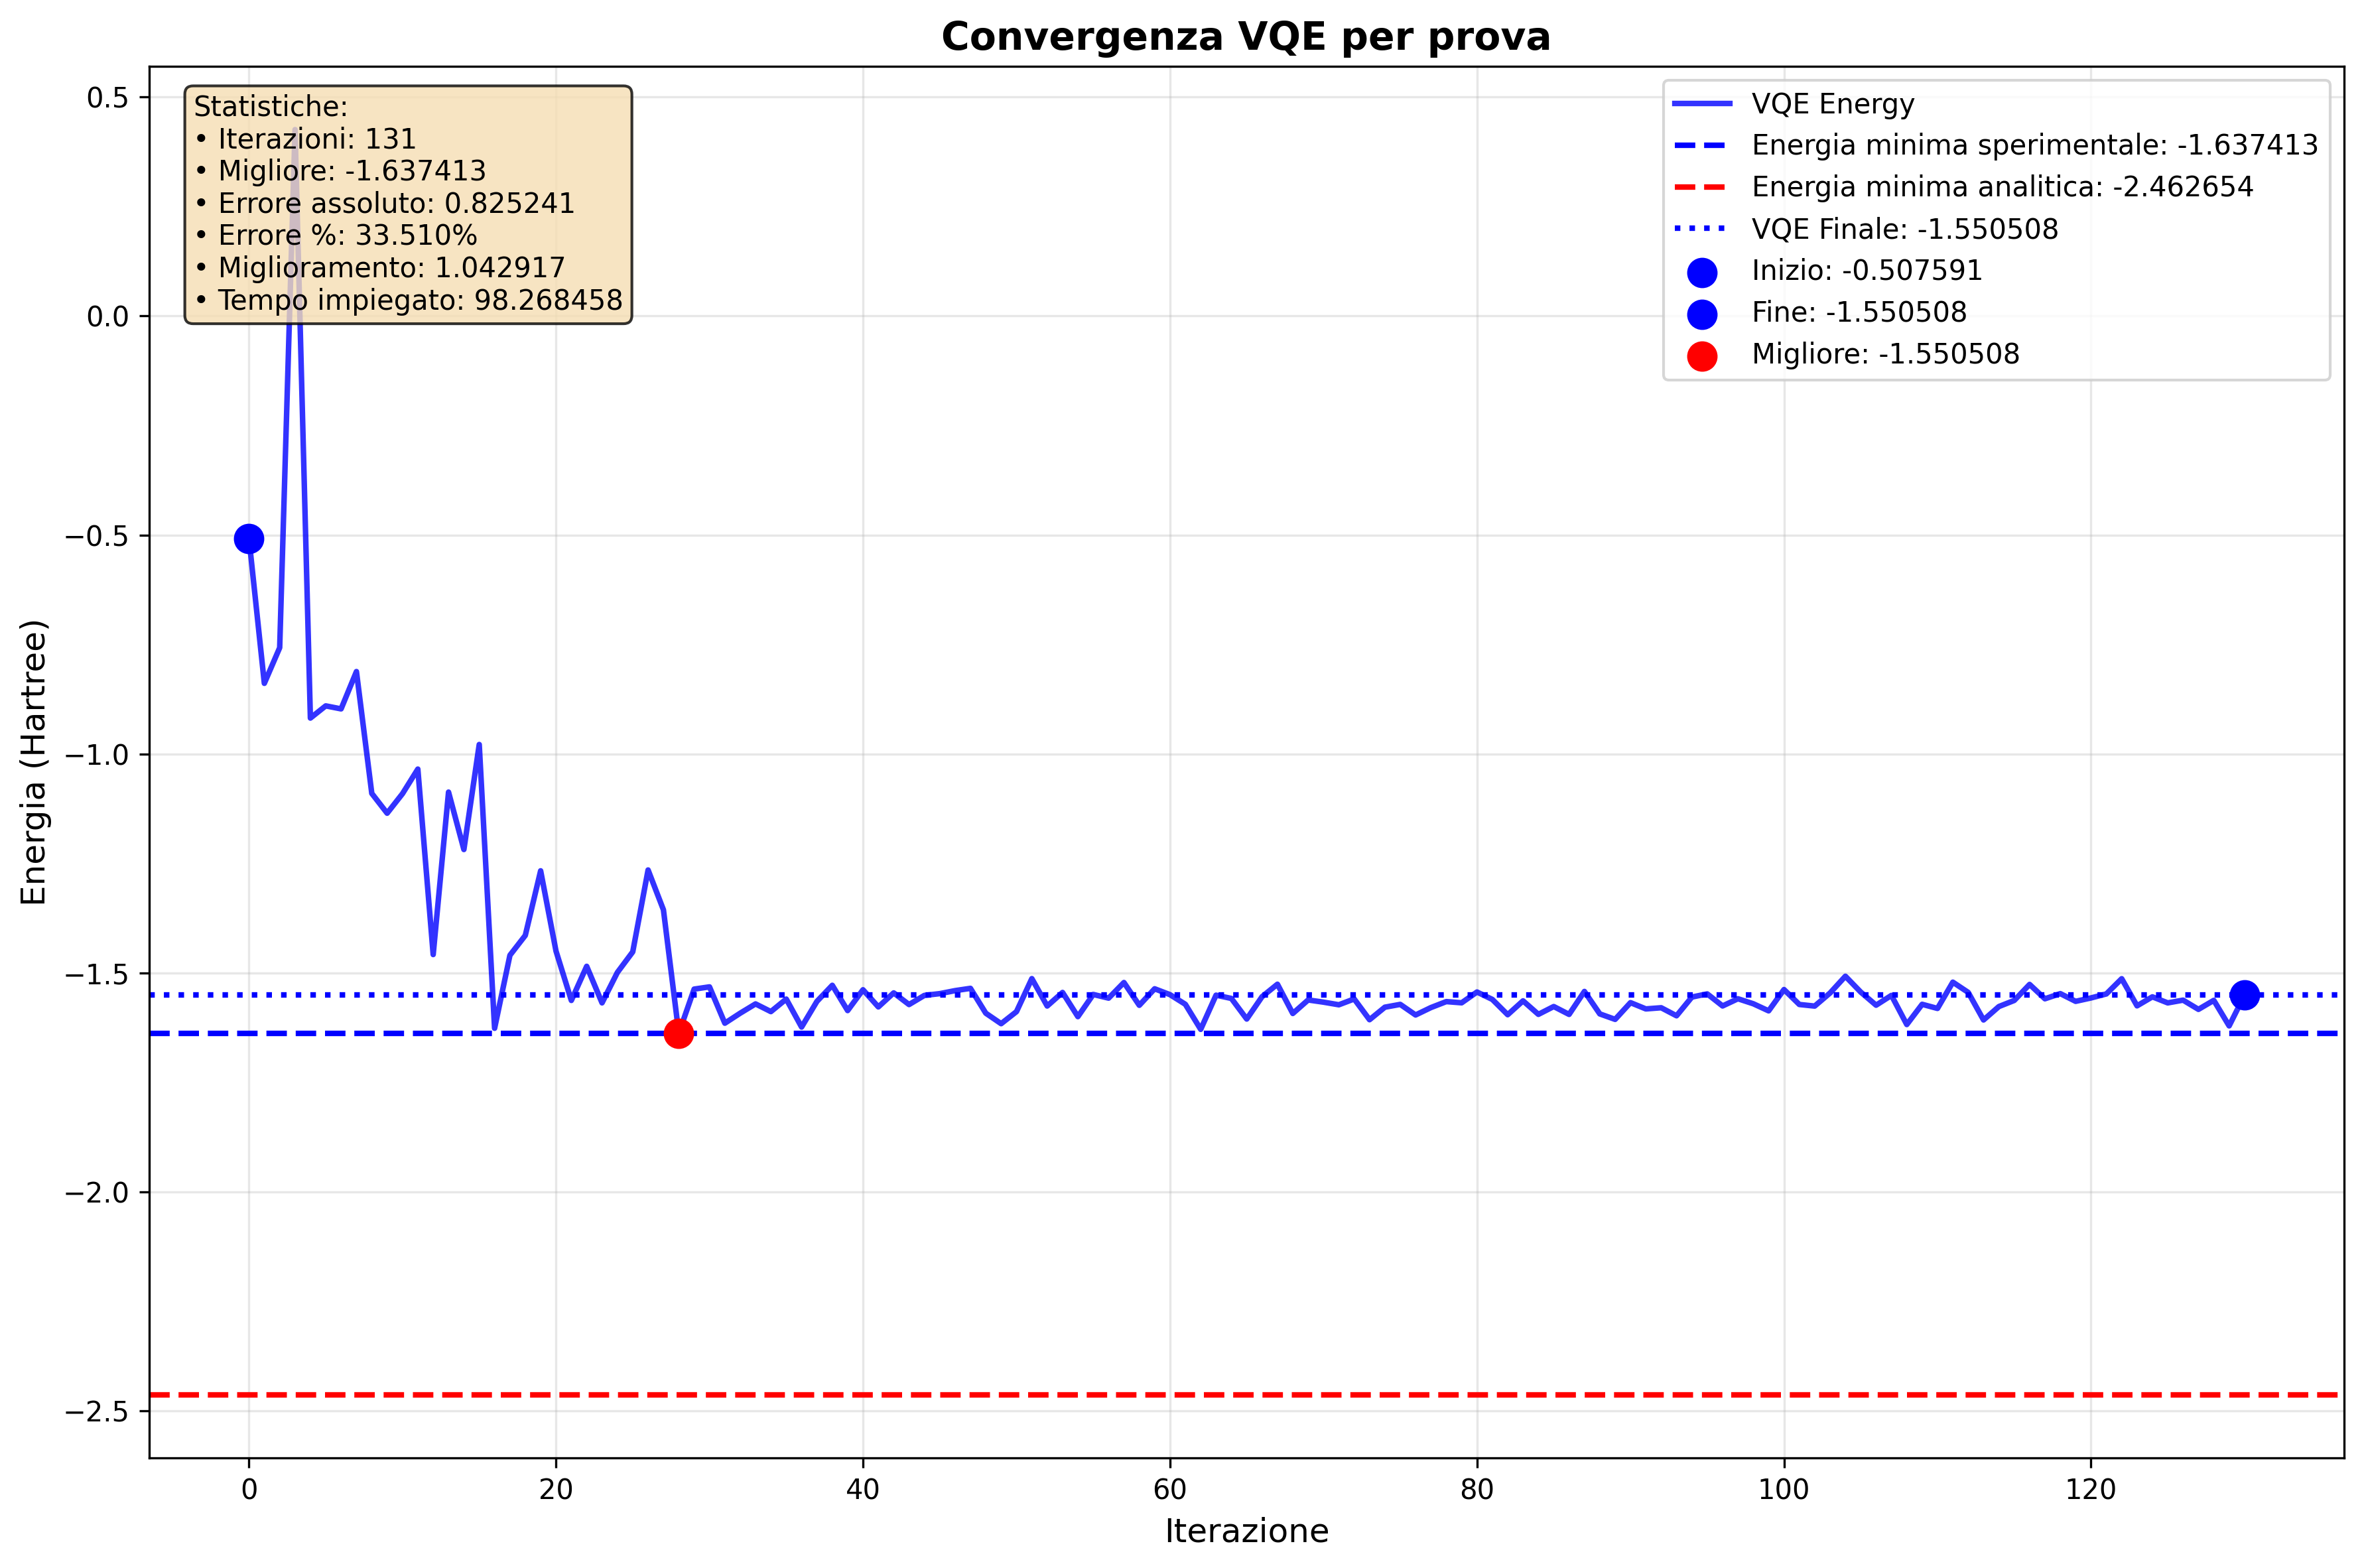 Convergenza VQE per prova
Statistiche:
• Iterazioni: 131
• Migliore: -1.637413
• Errore assoluto: 0.825241
• Errore %: 33.510%
• Miglioramento: 1.042917
• Tempo impiegato: 98.268458
VQE Energy
Energia minima sperimentale: -1.637413
Energia minima analitica: -2.462654
VQE Finale: -1.550508
Inizio: -0.507591
Fine: -1.550508
Migliore: -1.550508
Energia (Hartree)
0.5
0.0
−0.5
−1.0
−1.5
−2.0
−2.5
0 20 40 60 80 100 120
Iterazione